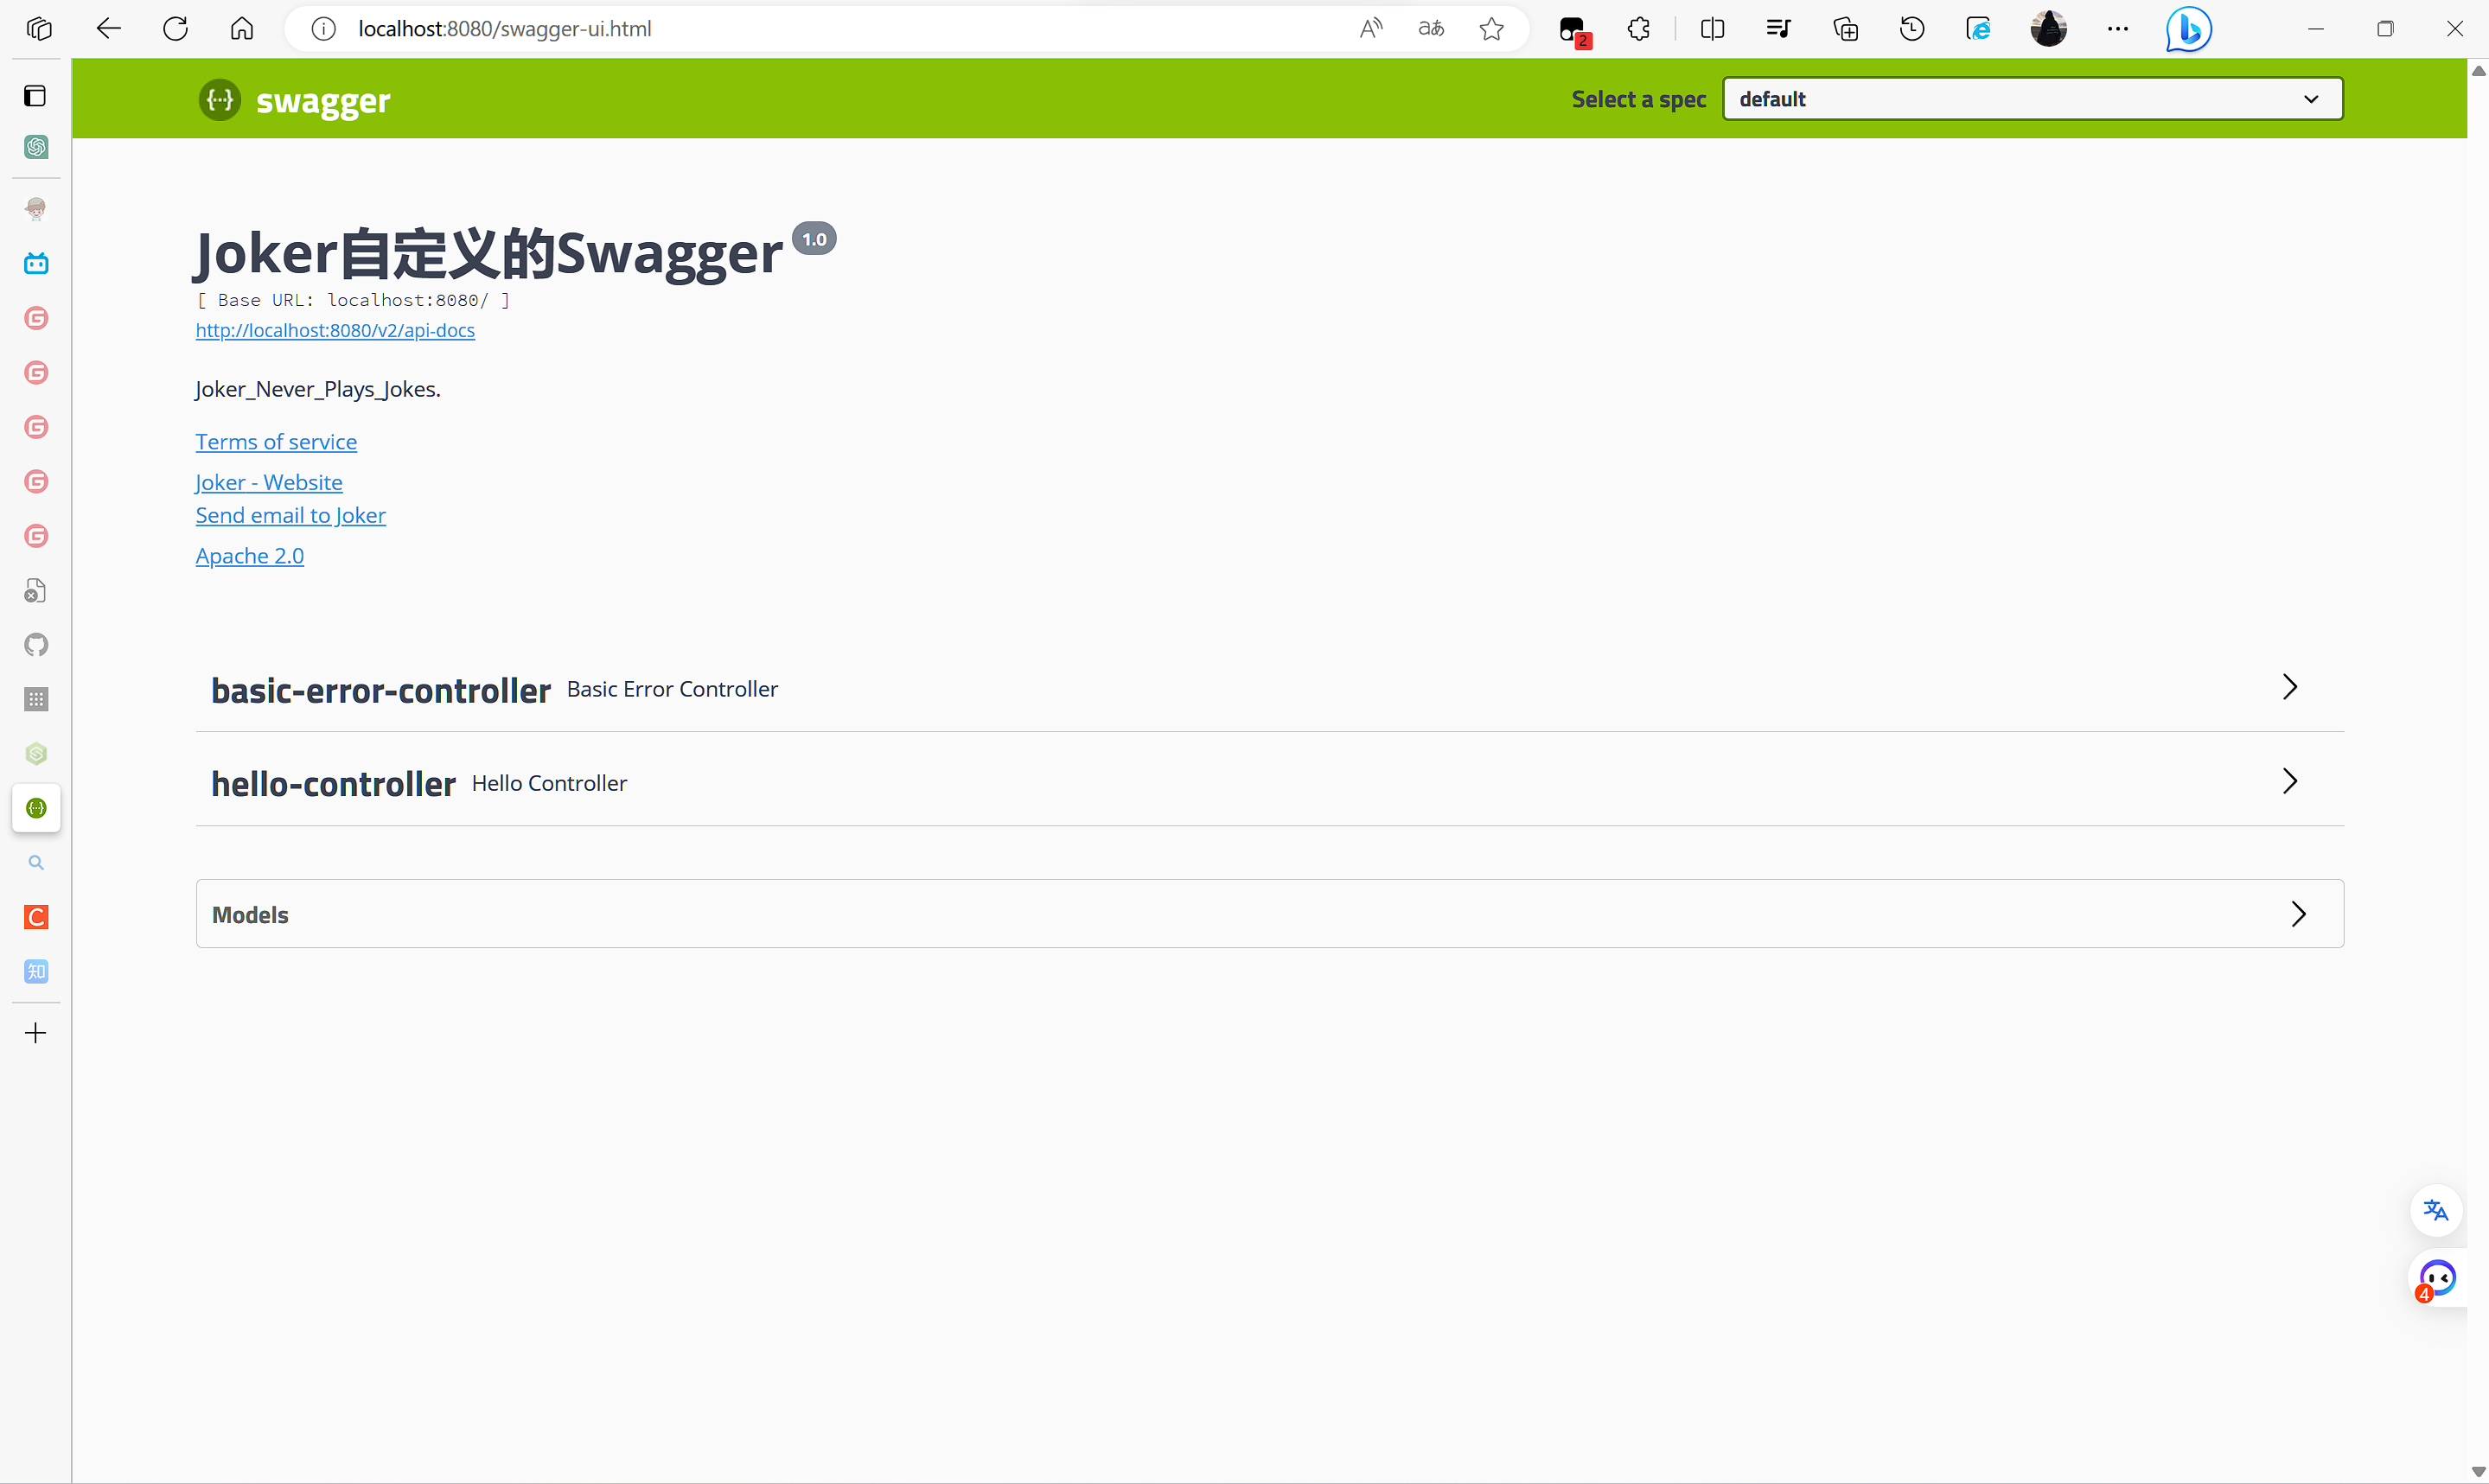 localhost:8080/swagger-ui.html
2
swagger
Select a spec
default
Joker自定义的Swagger 1.0
[ Base URL: localhost:8080/ ]
http://localhost:8080/v2/api-docs
Joker_Never_Plays_Jokes.
Terms of service
Joker - Website
Send email to Joker
Apache 2.0
basic-error-controller Basic Error Controller
hello-controller Hello Controller
Models
知
4